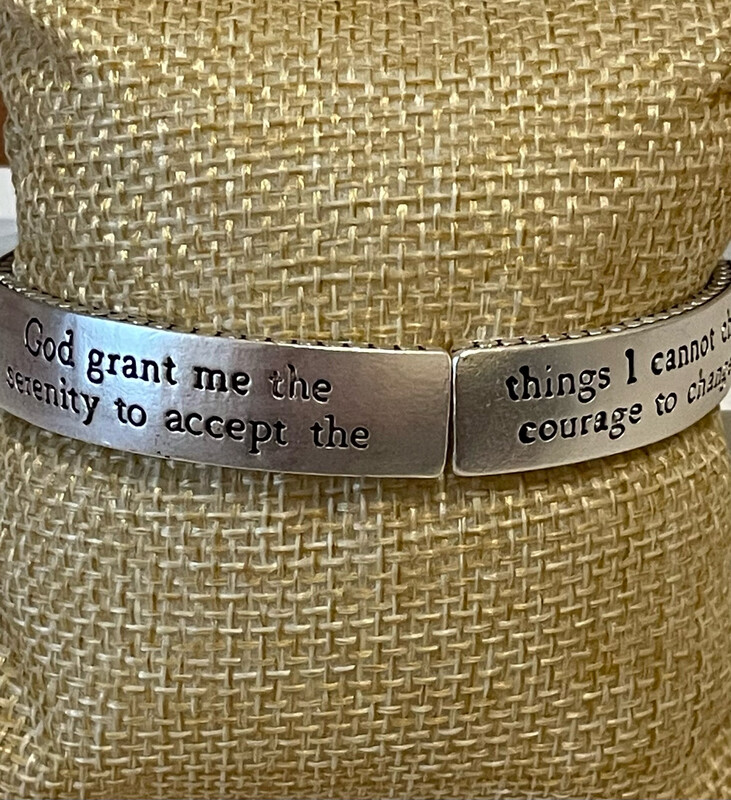 God grant me the
serenity to accept the
things I cannot
courage to